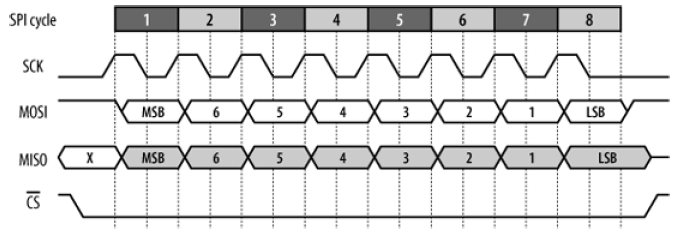 SPI cycle 1 2 3 4 5 6 7 8
SCK
MOSI MSB 6 5 4 3 2 1 LSB
MISO X MSB 6 5 4 3 2 1 LSB
C̅S̅